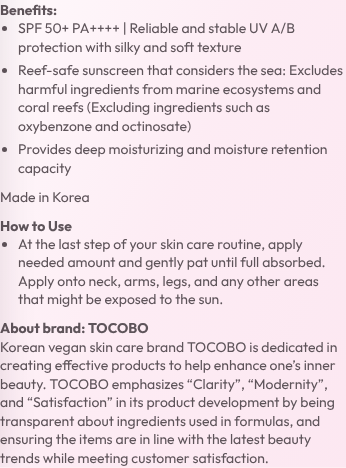 Benefits:
• SPF 50+ PA++++ | Reliable and stable UV A/B
protection with silky and soft texture
• Reef-safe sunscreen that considers the sea: Excludes
harmful ingredients from marine ecosystems and
coral reefs (Excluding ingredients such as
oxybenzone and octinosate)
• Provides deep moisturizing and moisture retention
capacity
Made in Korea
How to Use
• At the last step of your skin care routine, apply
needed amount and gently pat until full absorbed.
Apply onto neck, arms, legs, and any other areas
that might be exposed to the sun.
About brand: TOCOBO
Korean vegan skin care brand TOCOBO is dedicated in
creating effective products to help enhance one’s inner
beauty. TOCOBO emphasizes “Clarity”, “Modernity”,
and “Satisfaction” in its product development by being
transparent about ingredients used in formulas, and
ensuring the items are in line with the latest beauty
trends while meeting customer satisfaction.